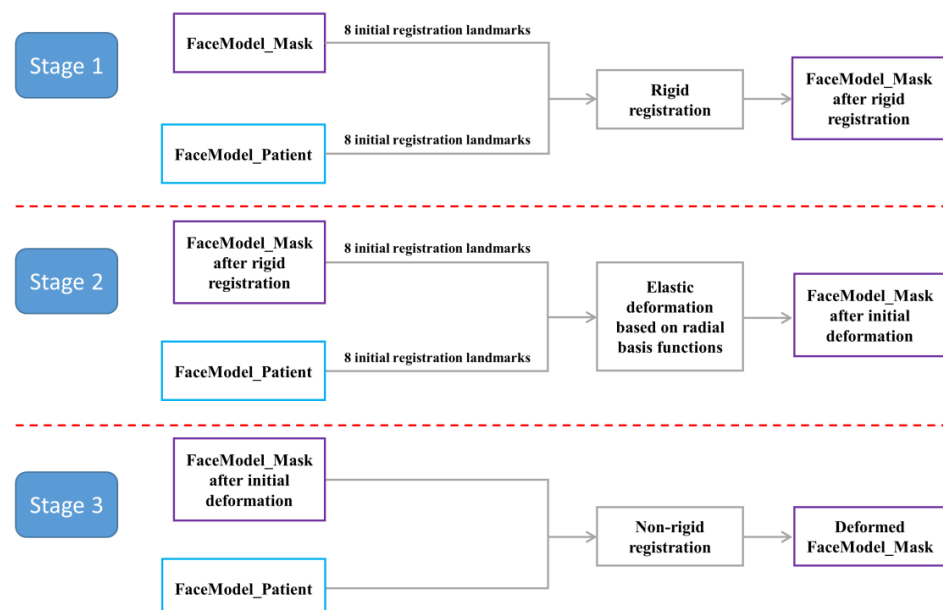 Stage 1
FaceModel_Mask
8 initial registration landmarks
FaceModel_Patient
8 initial registration landmarks
Rigid
registration
FaceModel_Mask
after rigid
registration
Stage 2
FaceModel_Mask
after rigid
registration
8 initial registration landmarks
FaceModel_Patient
8 initial registration landmarks
Elastic
deformation
based on radial
basis functions
FaceModel_Mask
after initial
deformation
Stage 3
FaceModel_Mask
after initial
deformation
FaceModel_Patient
Non-rigid
registration
Deformed
FaceModel_Mask